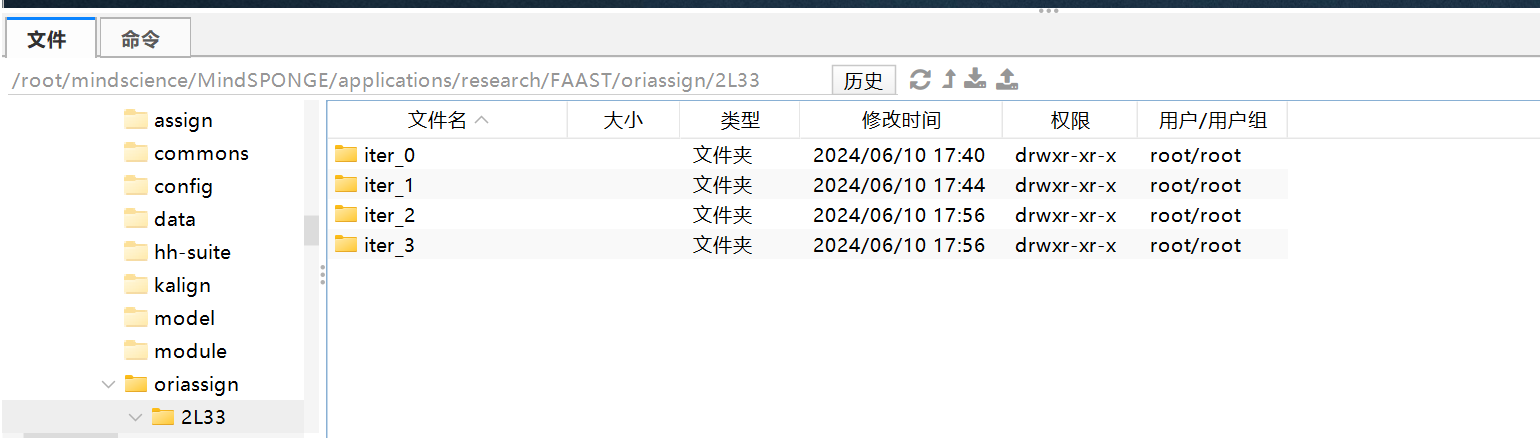 文件 命令
/root/mindscience/MindSPONGE/applications/research/FAAST/oriassign/2L33 历史
assign
commons
config
data
hh-suite
kalign
model
module
oriassign
2L33
文件名 大小 类型 修改时间 权限 用户/用户组
iter_0 文件夹 2024/06/10 17:40 drwxr-xr-x root/root
iter_1 文件夹 2024/06/10 17:44 drwxr-xr-x root/root
iter_2 文件夹 2024/06/10 17:56 drwxr-xr-x root/root
iter_3 文件夹 2024/06/10 17:56 drwxr-xr-x root/root